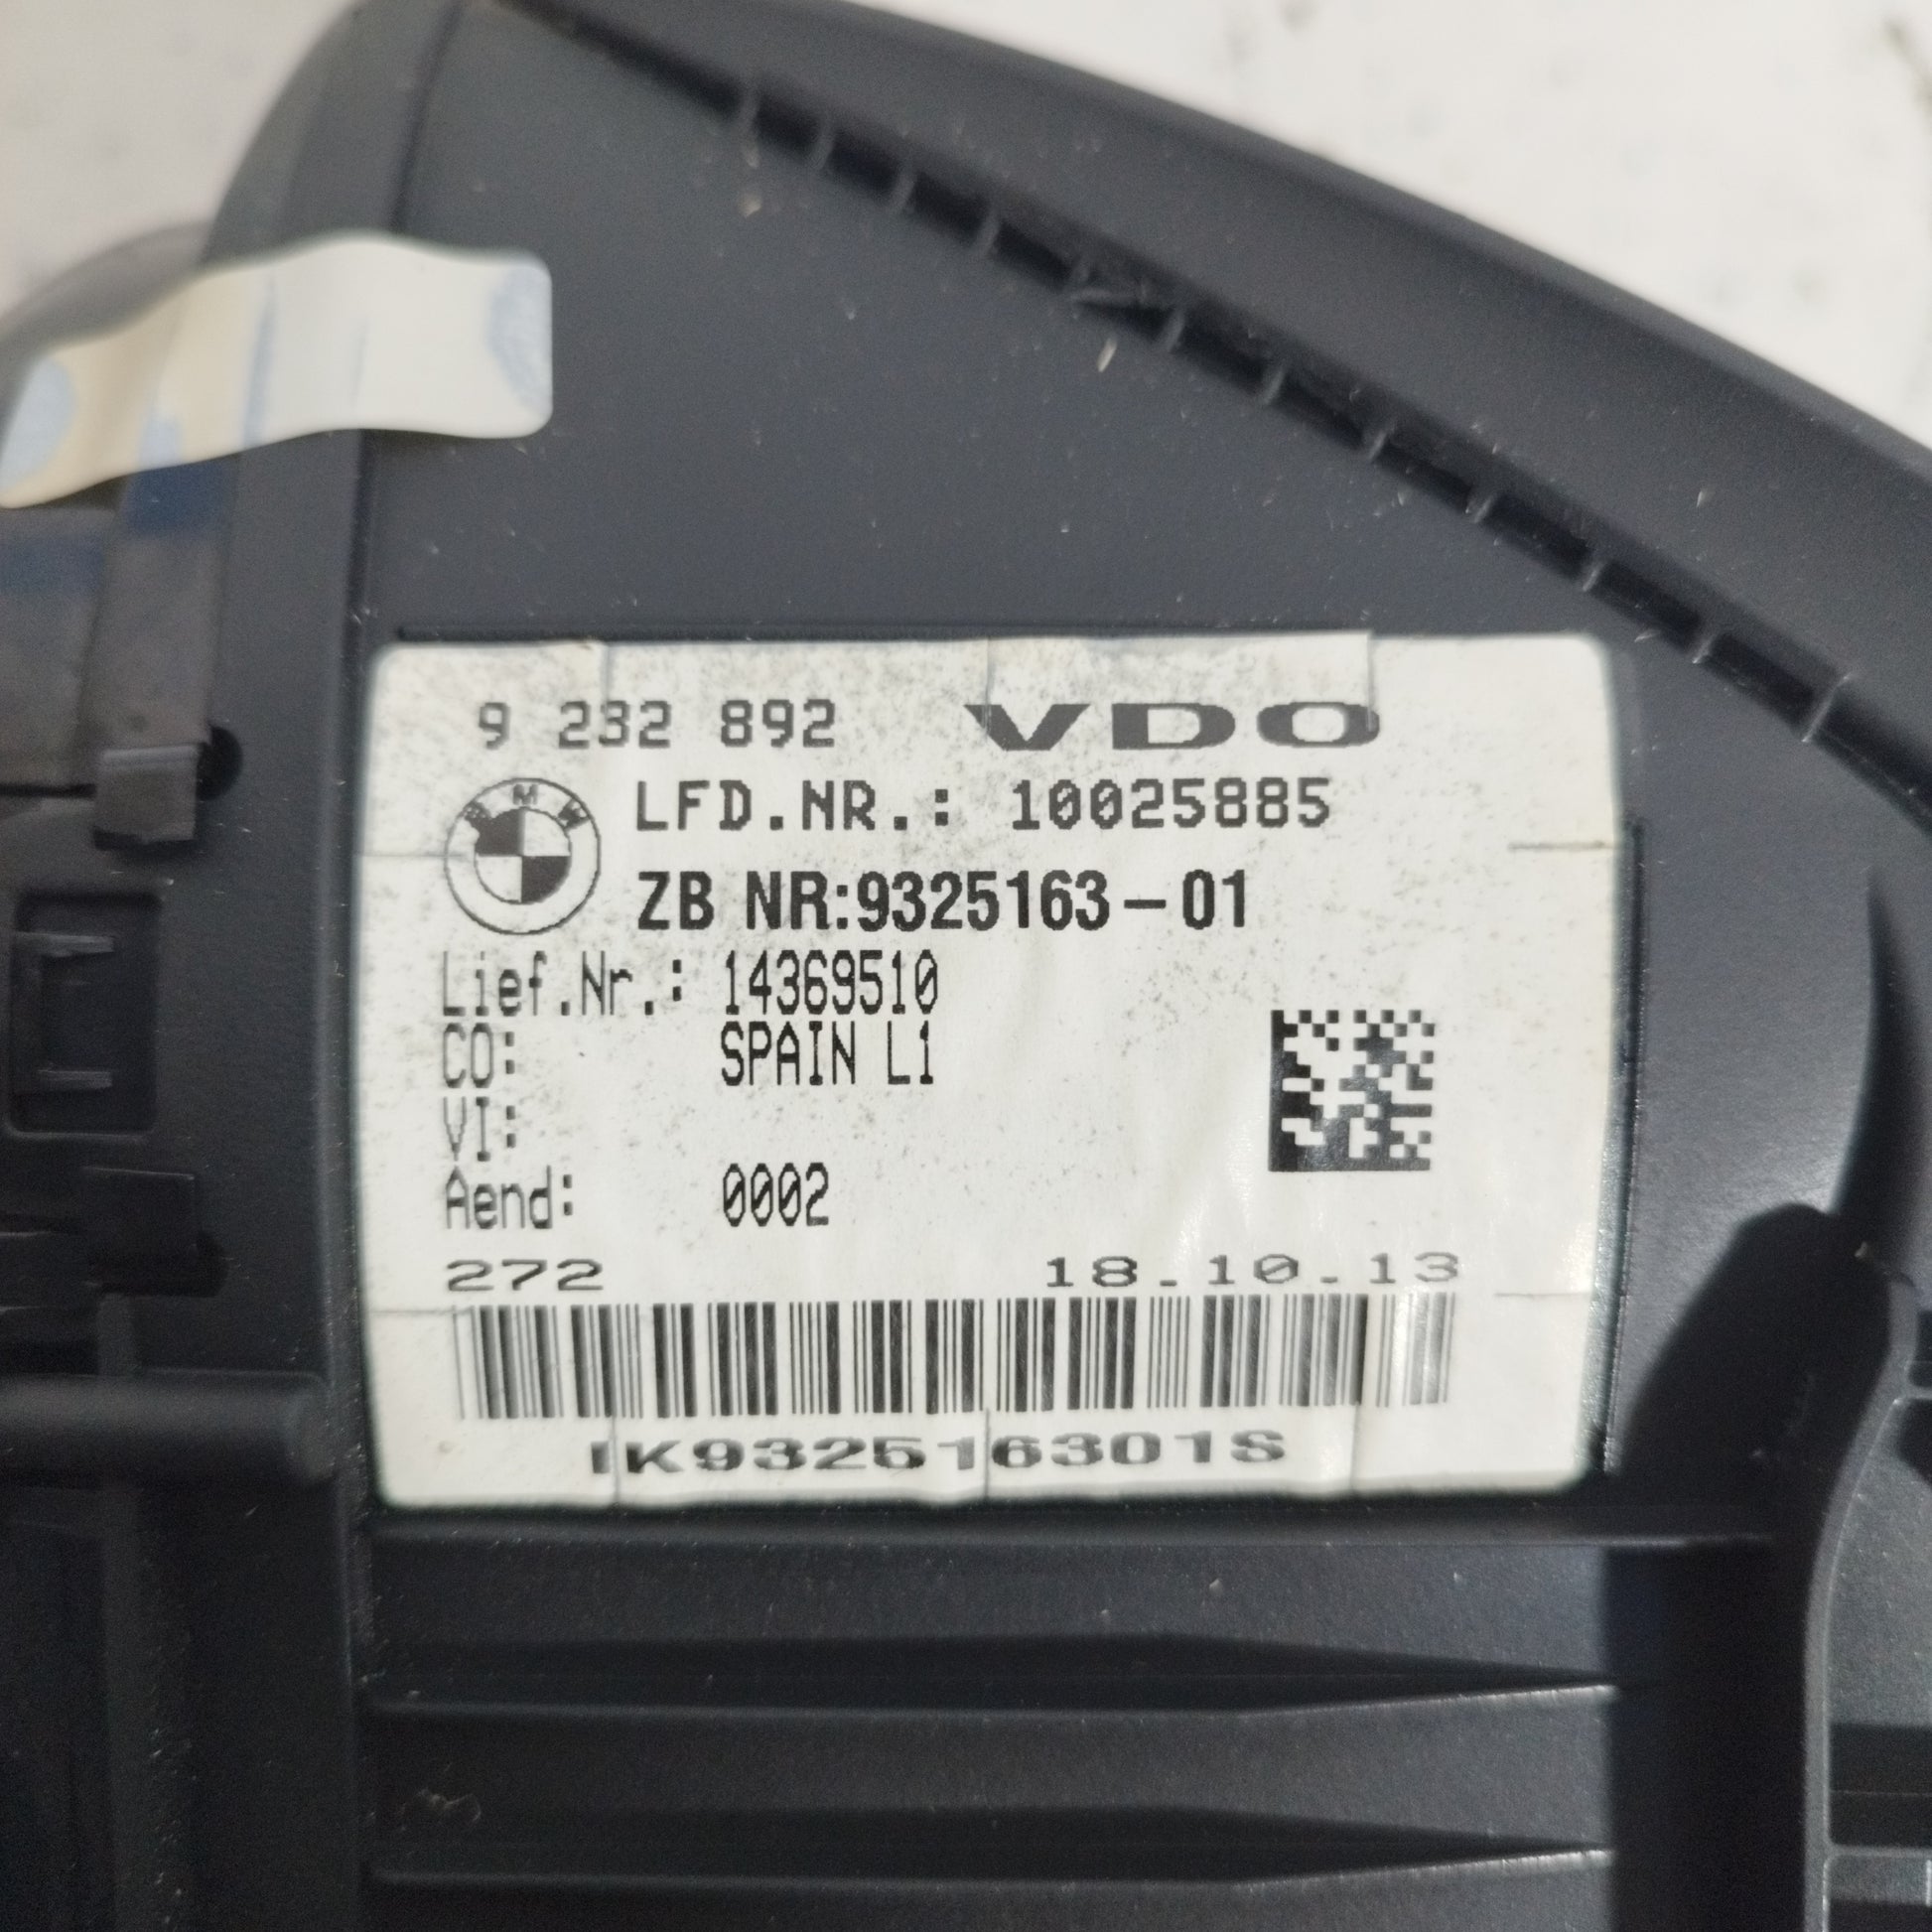 9 232 892 VDO
BMW
LFD.NR.: 10025885
ZB NR:9325163-01
Lief.Nr.: 14369510
CO: SPAIN L1
VI:
Aend: 0002
272 18.10.13
IK932516301S